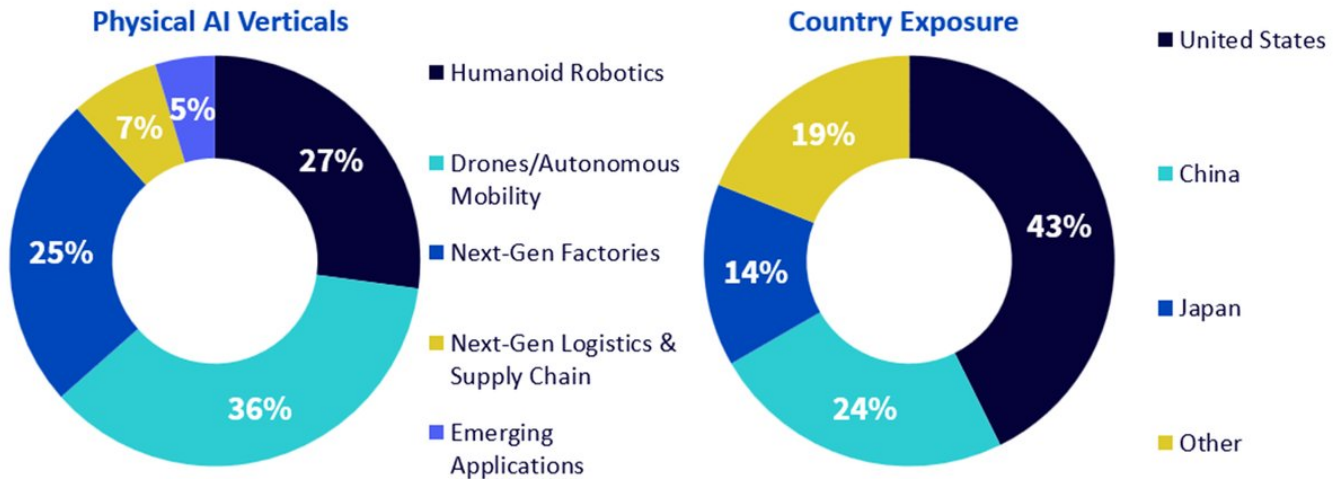 Physical AI Verticals
5%
7%
27%
25%
36%
Humanoid Robotics
Drones/Autonomous
Mobility
Next-Gen Factories
Next-Gen Logistics &
Supply Chain
Emerging
Applications
Country Exposure
19%
43%
14%
24%
United States
China
Japan
Other